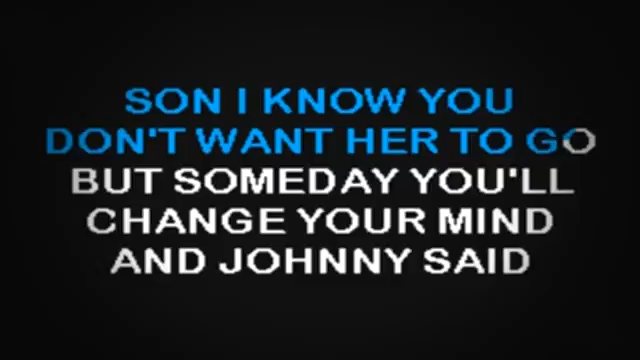 SON I KNOW YOU
DON'T WANT HER TO GO
BUT SOMEDAY YOU'LL
CHANGE YOUR MIND
AND JOHNNY SAID